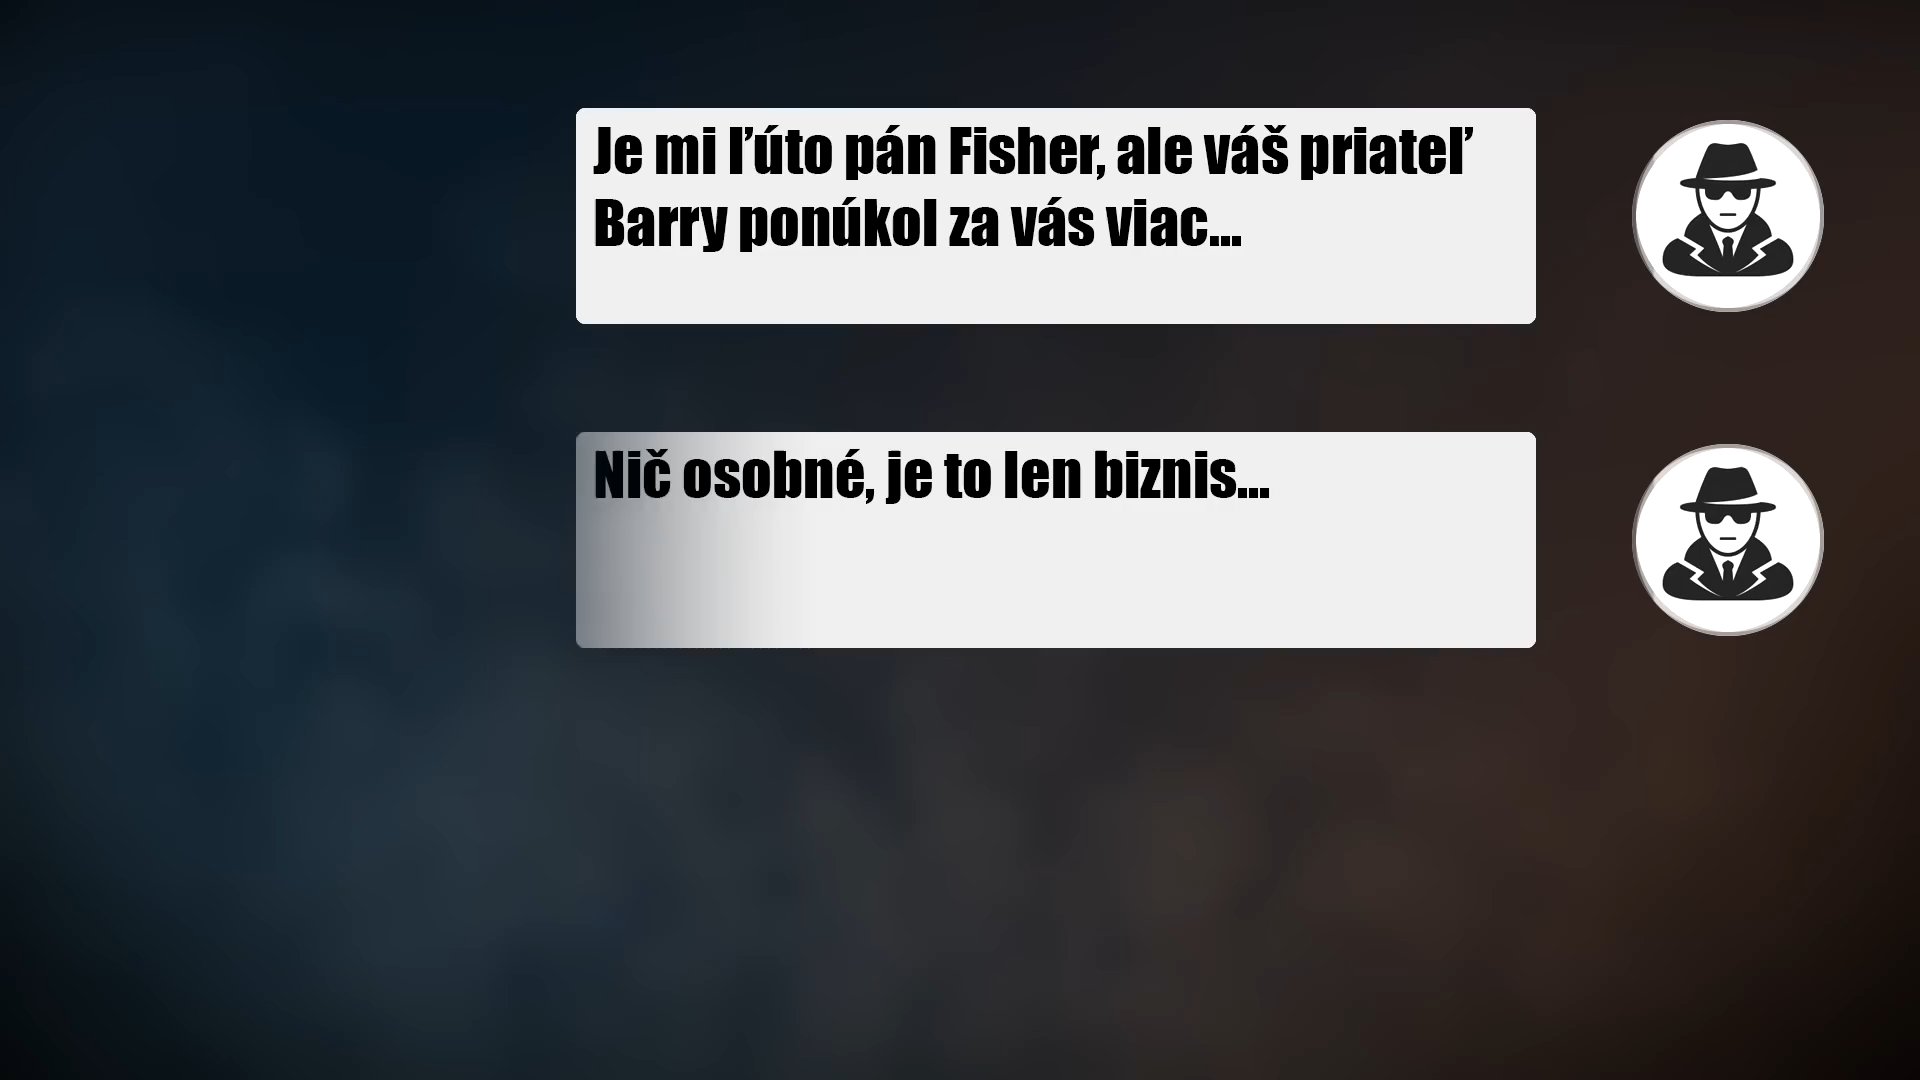 Je mi ľúto pán Fisher, ale váš priateľ
Barry ponúkol za vás viac...
Nič osobné, je to len biznis...